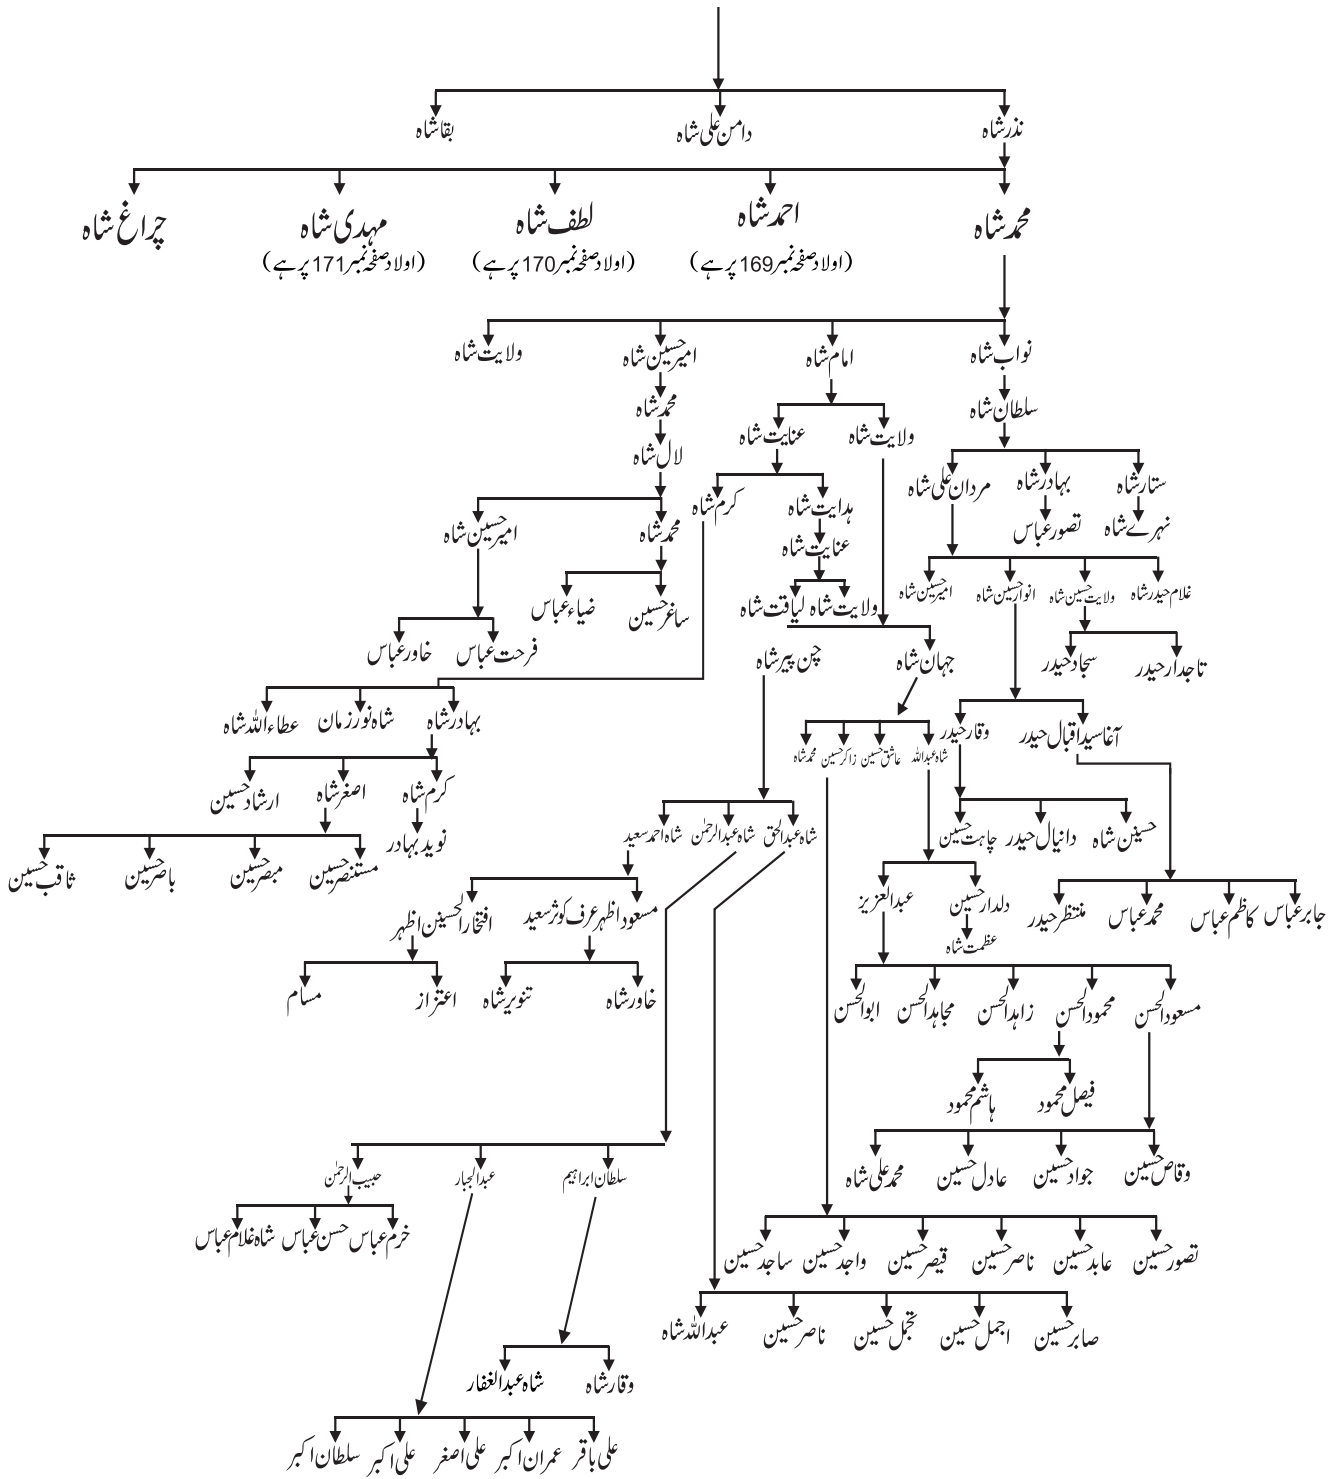 نذر شاہ دامن علی شاہ بقا شاہ
محمد شاہ احمد شاہ لطف شاہ مہدی شاہ چراغ شاہ
(اولاد صفحہ نمبر 169 پر ہے) (اولاد صفحہ نمبر 170 پر ہے) (اولاد صفحہ نمبر 171 پر ہے)
نواب شاہ امام شاہ امیر حسین شاہ ولایت شاہ
سلطان شاہ محمد شاہ
ولایت شاہ عنایت شاہ لال شاہ
ستار شاہ بہادر شاہ مردان علی شاہ ہدایت شاہ کرم شاہ
نہرے شاہ تصور عباس عنایت شاہ محمد شاہ امیر حسین شاہ
غلام حیدر شاہ ولایت حسین شاہ انوار حسین شاہ امیر حسین شاہ ولایت شاہ لیاقت شاہ ساغر حسین ضیاء عباس
تاجدار حیدر سجاد حیدر جہان شاہ چن پیر شاہ فرحت عباس خاور عباس
آغا سید اقبال حیدر وقار حیدر بہادر شاہ شاہ نور زمان عطاء اللہ شاہ
شاہ عبداللہ عاشق حسین زاکر حسین محمد شاہ کرم شاہ اصغر شاہ ارشاد حسین
حسنین شاہ دانیال حیدر چاہت حسین شاہ عبدالحق شاہ عبدالرحمٰن شاہ احمد سعید نوید بہادر
مستنصر حسین مبصر حسین باصر حسین ثاقب حسین
جابر عباس کاظم عباس محمد عباس منتظر حیدر دلدار حسین عبدالعزیز مسعود اظہر عرف کوثر سعید افتخار الحسنین اظہر
عظمت شاہ
مسعود الحسن محمود الحسن زاہد الحسن مجاہد الحسن ابوالحسن خاور شاہ تنویر شاہ اعتزاز مسام
فیصل محمود ہاشم محمود
وقاص حسین جواد حسین عادل حسین محمد علی شاہ سلطان ابراہیم عبدالجبار حبیب الرحمٰن
تصور حسین عابد حسین ناصر حسین قیصر حسین واجد حسین ساجد حسین خرم عباس حسن عباس شاہ غلام عباس
صابر حسین اجمل حسین تجمل حسین ناصر حسین عبداللہ شاہ
وقار شاہ شاہ عبدالغفار
علی باقر عمران اکبر علی اصغر علی اکبر سلطان اکبر